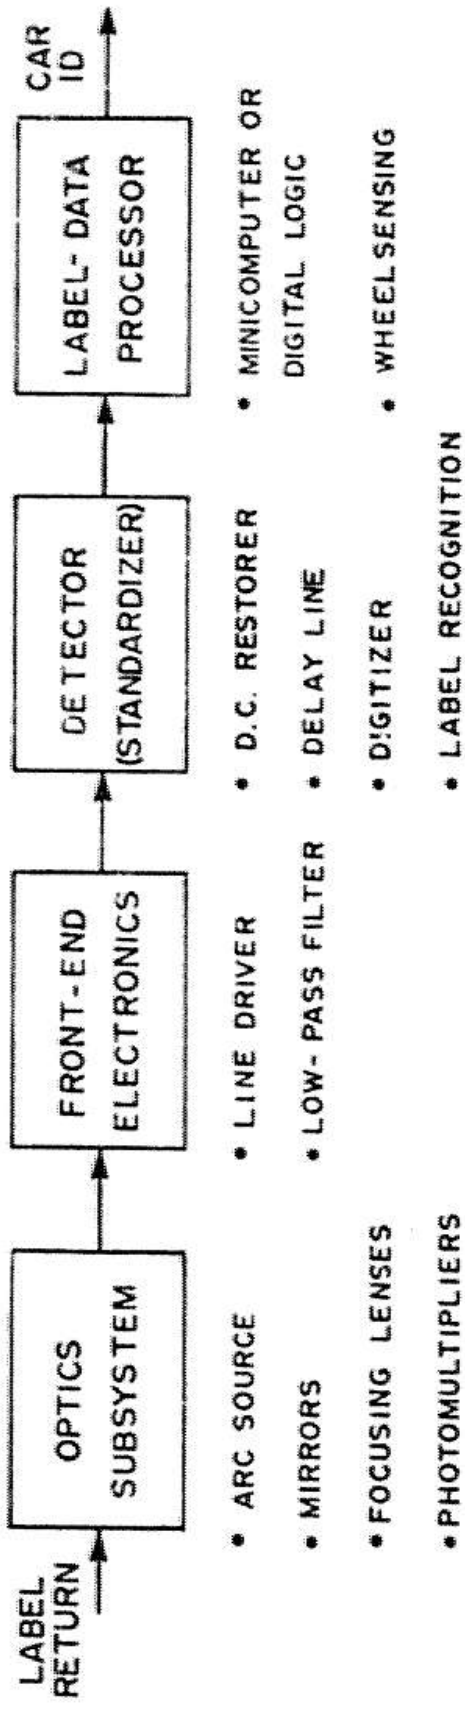 LABEL
RETURN
OPTICS
SUBSYSTEM
• ARC SOURCE
• MIRRORS
• FOCUSING LENSES
• PHOTOMULTIPLIERS
FRONT-END
ELECTRONICS
• LINE DRIVER
• LOW-PASS FILTER
DETECTOR
(STANDARDIZER)
• D.C. RESTORER
• DELAY LINE
• DIGITIZER
• LABEL RECOGNITION
LABEL-DATA
PROCESSOR
• MINICOMPUTER OR
DIGITAL LOGIC
• WHEEL SENSING
CAR
ID